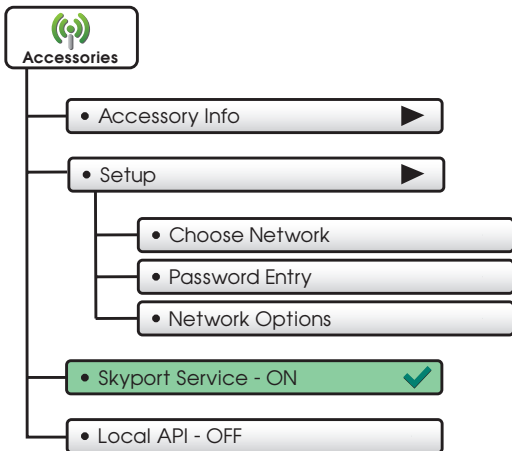 Accessories
• Accessory Info
• Setup
• Choose Network
• Password Entry
• Network Options
• Skyport Service - ON
• Local API - OFF